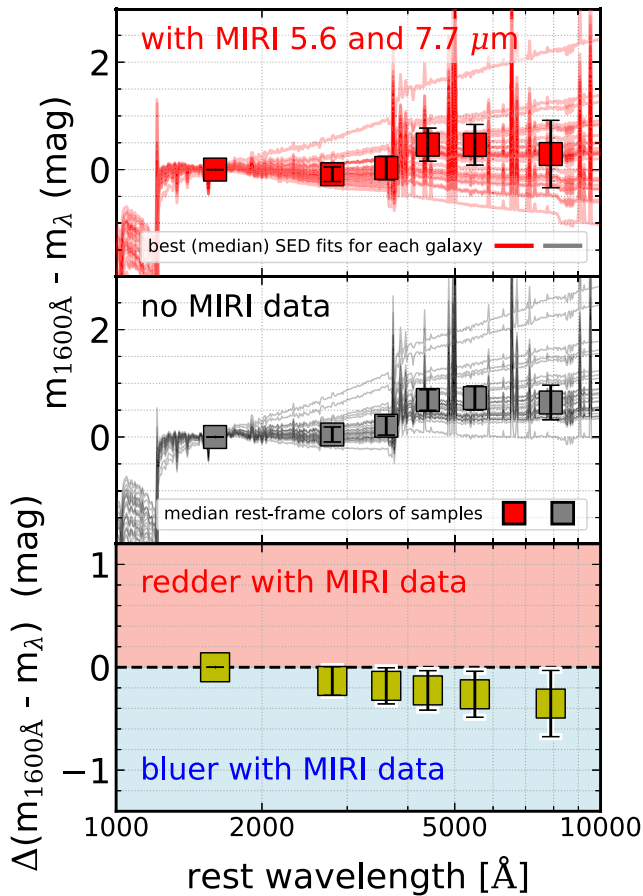 with MIRI 5.6 and 7.7 μm
2
0
best (median) SED fits for each galaxy
m1600Å - mλ (mag)
no MIRI data
2
0
median rest-frame colors of samples
Δ(m1600Å - mλ) (mag)
1
redder with MIRI data
0
−1
bluer with MIRI data
1000 2000 5000 10000
rest wavelength [Å]